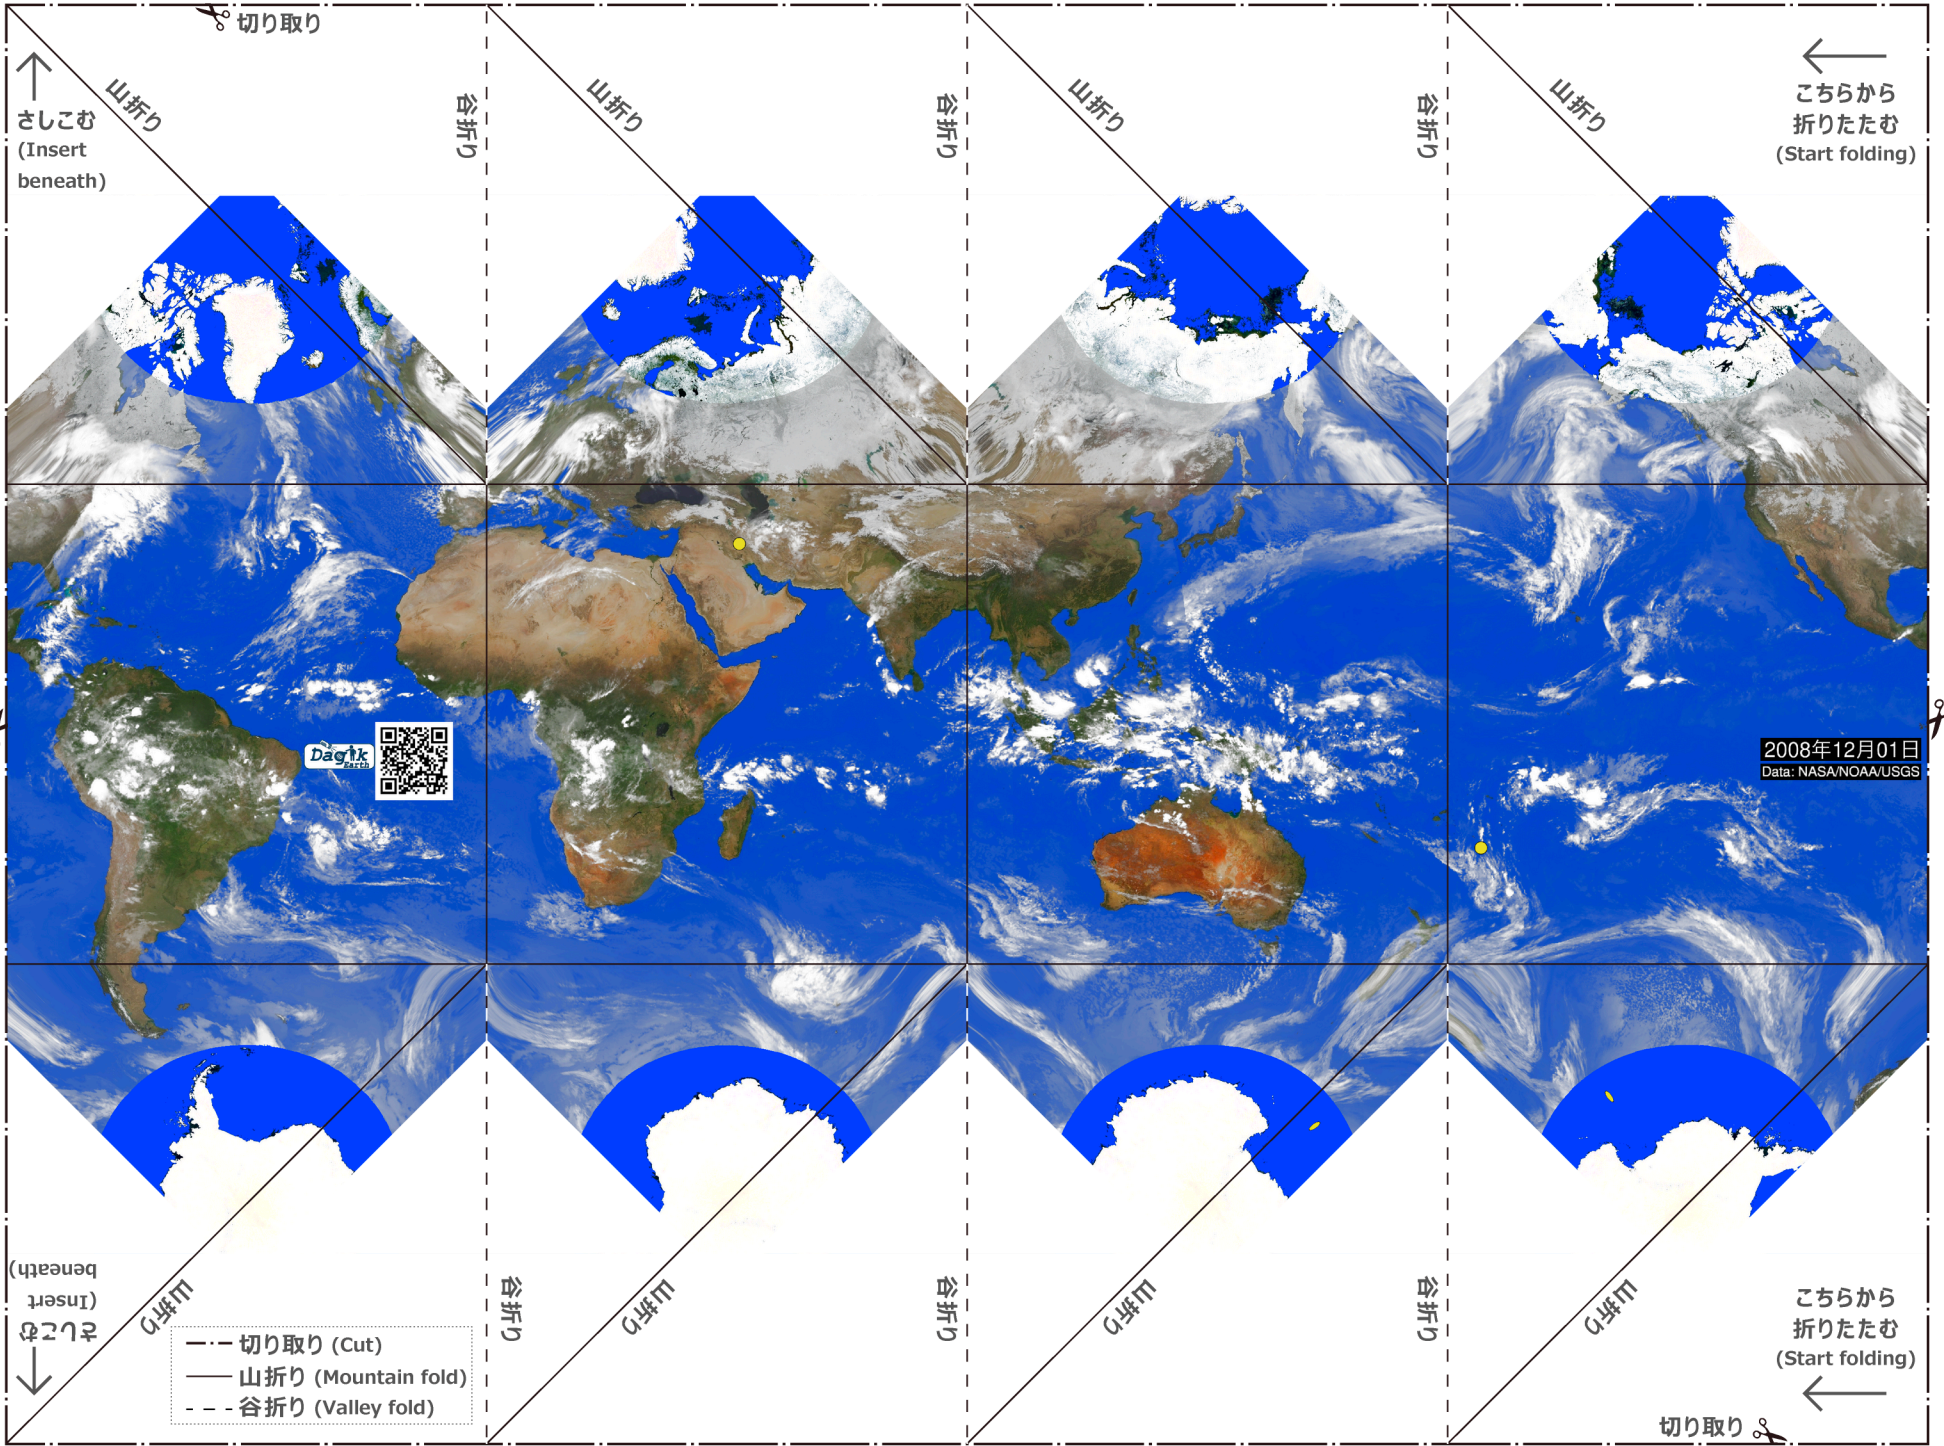 切り取り
山折り
谷折り
山折り
谷折り
山折り
谷折り
山折り
さしこむ
(Insert
beneath)
こちらから
折りたたむ
(Start folding)
Dagik
Earth
2008年12月01日
Data: NASA/NOAA/USGS
さしこむ
(Insert
beneath)
山折り
谷折り
山折り
谷折り
山折り
谷折り
山折り
こちらから
折りたたむ
(Start folding)
切り取り (Cut)
山折り (Mountain fold)
谷折り (Valley fold)
切り取り